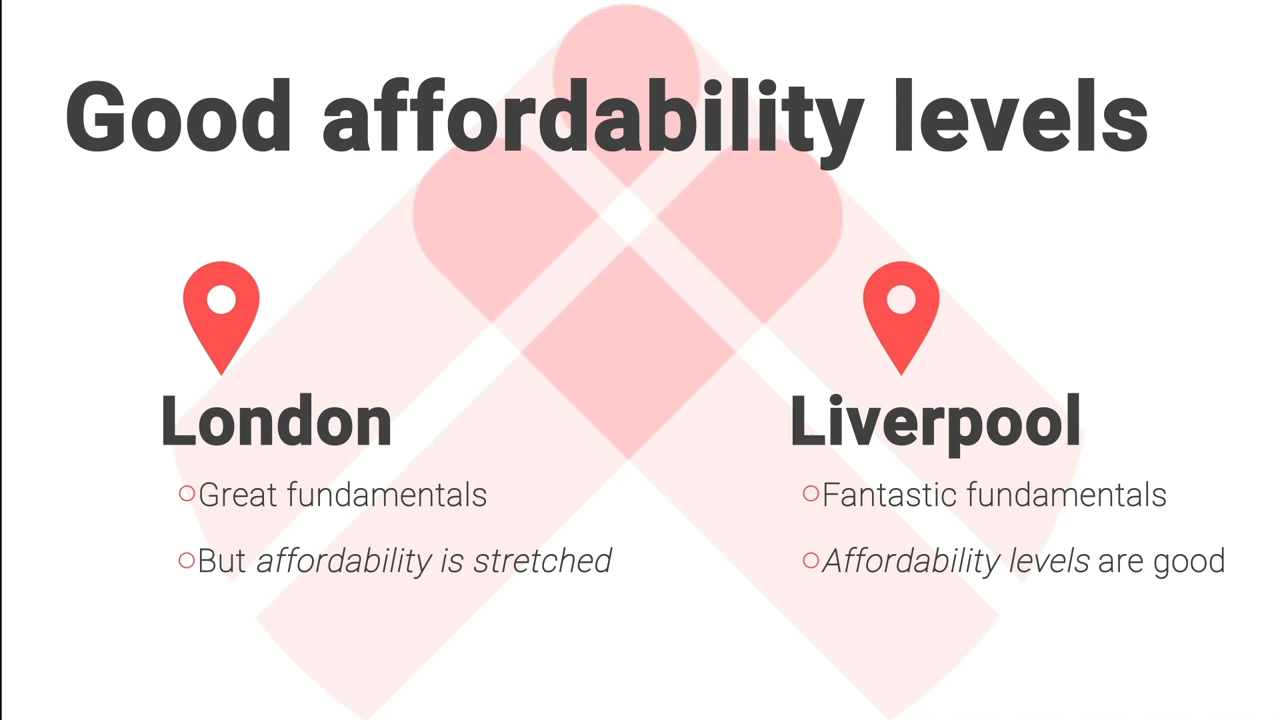 Good affordability levels
London
Great fundamentals
But affordability is stretched
Liverpool
Fantastic fundamentals
Affordability levels are good